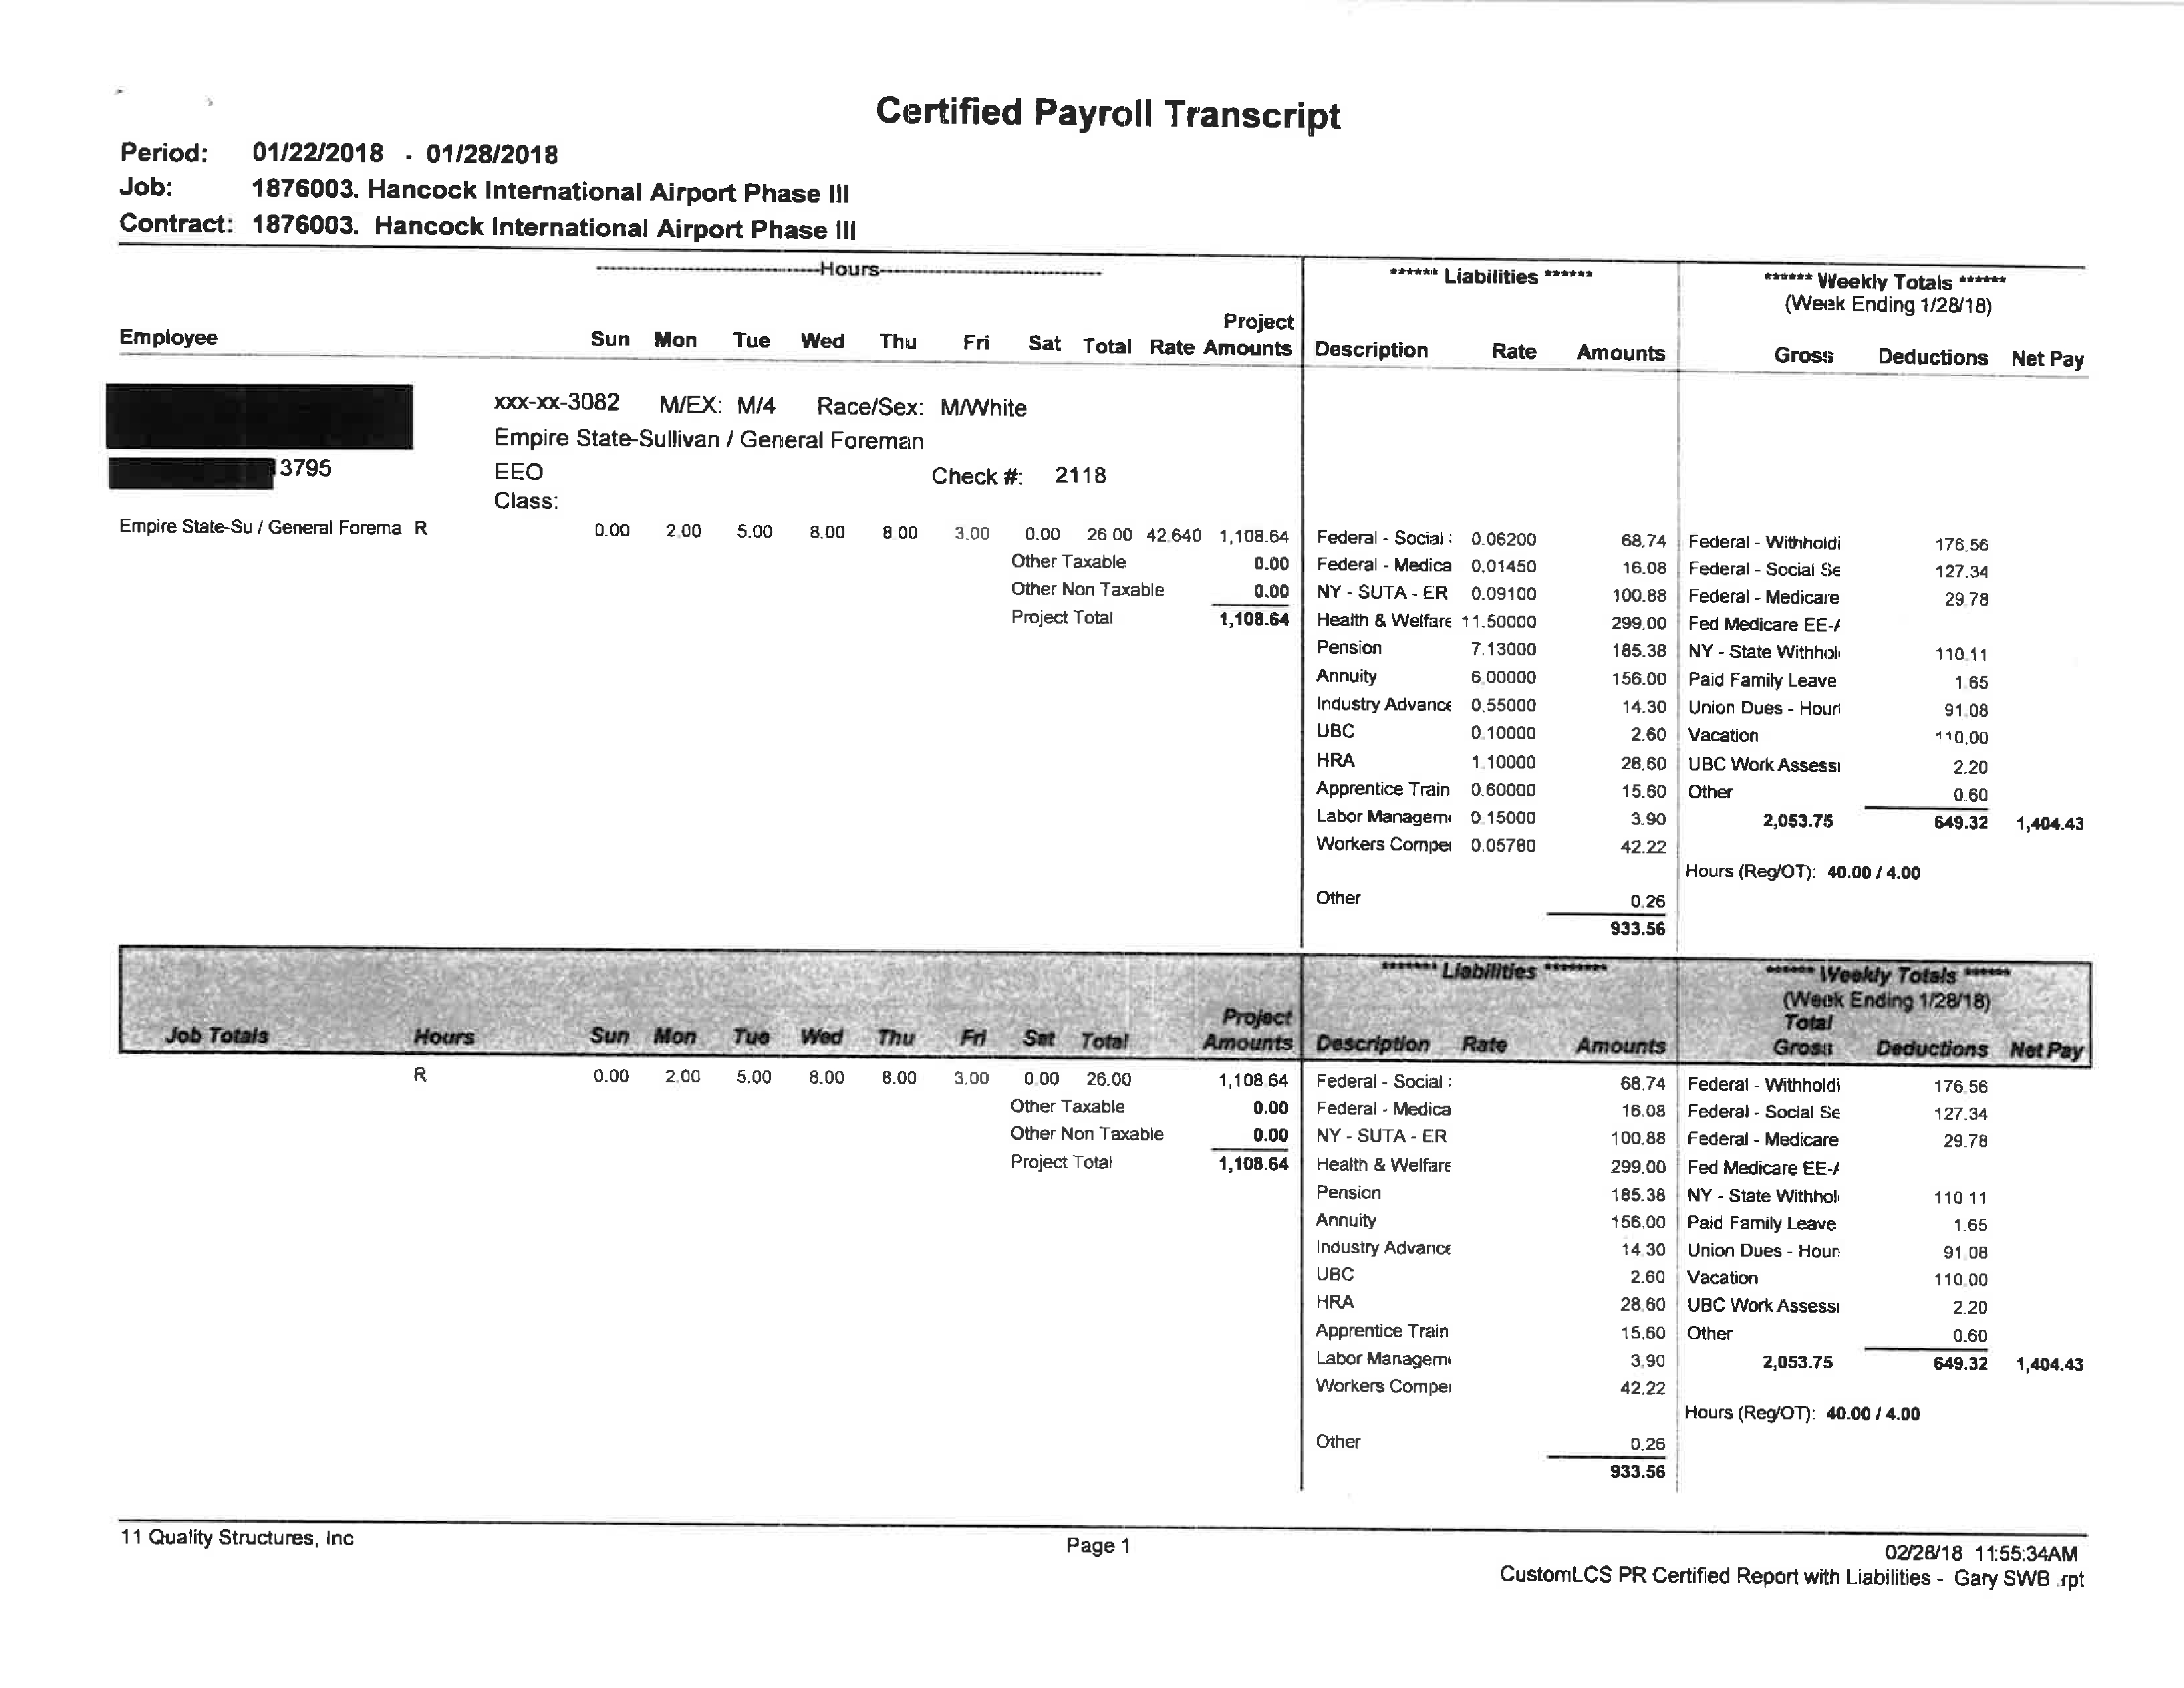 Certified Payroll Transcript
Period: 01/22/2018 - 01/28/2018
Job: 1876003. Hancock International Airport Phase III
Contract: 1876003. Hancock International Airport Phase III
Hours ****** Liabilities ****** ****** Weekly Totals ******
(Week Ending 1/28/18)
Project
Employee Sun Mon Tue Wed Thu Fri Sat Total Rate Amounts Description Rate Amounts Gross Deductions Net Pay
xxx-xx-3082 M/EX: M/4 Race/Sex: M/White
Empire State-Sullivan / General Foreman
3795 EEO Check #: 2118
Class:
Empire State-Su / General Forema R 0.00 2.00 5.00 8.00 8.00 3.00 0.00 26.00 42.640 1,108.64 Federal - Social : 0.06200 68.74 Federal - Withholdi 176.56
Other Taxable 0.00 Federal - Medica 0.01450 16.08 Federal - Social Se 127.34
Other Non Taxable 0.00 NY - SUTA - ER 0.09100 100.88 Federal - Medicare 29.78
Project Total 1,108.64 Health & Welfare 11.50000 299.00 Fed Medicare EE-A
Pension 7.13000 185.38 NY - State Withhol 110.11
Annuity 6.00000 156.00 Paid Family Leave 1.65
Industry Advance 0.55000 14.30 Union Dues - Hour 91.08
UBC 0.10000 2.60 Vacation 110.00
HRA 1.10000 28.60 UBC Work Assess 2.20
Apprentice Train 0.60000 15.60 Other 0.60
Labor Managem 0.15000 3.90 2,053.75 649.32 1,404.43
Workers Compe 0.05780 42.22
Hours (Reg/OT): 40.00 / 4.00
Other 0.26
933.56
******* Liabilities ******** ****** Weekly Totals ******
(Week Ending 1/28/18)
Project Total
Job Totals Hours Sun Mon Tue Wed Thu Fri Sat Total Amounts Description Rate Amounts Gross Deductions Net Pay
R 0.00 2.00 5.00 8.00 8.00 3.00 0.00 26.00 1,108.64 Federal - Social : 68.74 Federal - Withholdi 176.56
Other Taxable 0.00 Federal - Medica 16.08 Federal - Social Se 127.34
Other Non Taxable 0.00 NY - SUTA - ER 100.88 Federal - Medicare 29.78
Project Total 1,108.64 Health & Welfare 299.00 Fed Medicare EE-A
Pension 185.38 NY - State Withhol 110.11
Annuity 156.00 Paid Family Leave 1.65
Industry Advance 14.30 Union Dues - Hour 91.08
UBC 2.60 Vacation 110.00
HRA 28.60 UBC Work Assess 2.20
Apprentice Train 15.60 Other 0.60
Labor Managem 3.90 2,053.75 649.32 1,404.43
Workers Compe 42.22
Hours (Reg/OT): 40.00 / 4.00
Other 0.26
933.56
11 Quality Structures, Inc Page 1 02/28/18 11:55:34AM
CustomLCS PR Certified Report with Liabilities - Gary SWB .rpt